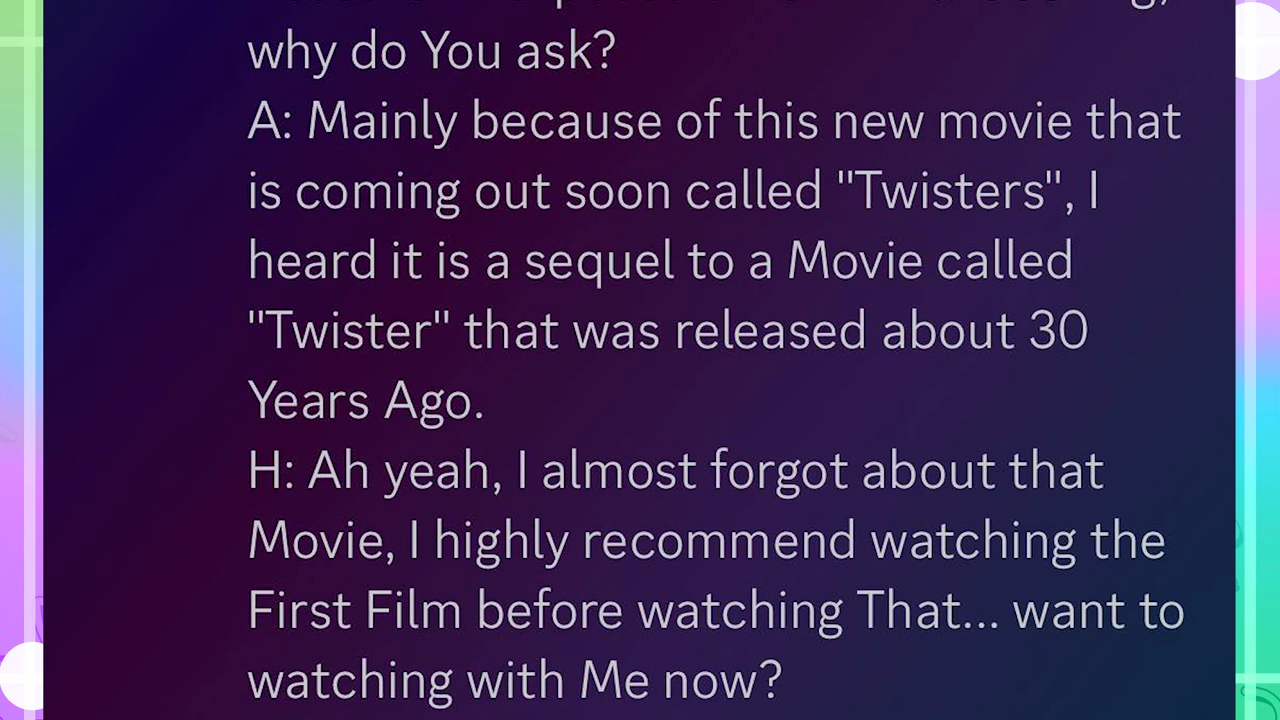 why do You ask?
A: Mainly because of this new movie that
is coming out soon called "Twisters", I
heard it is a sequel to a Movie called
"Twister" that was released about 30
Years Ago.
H: Ah yeah, I almost forgot about that
Movie, I highly recommend watching the
First Film before watching That... want to
watching with Me now?